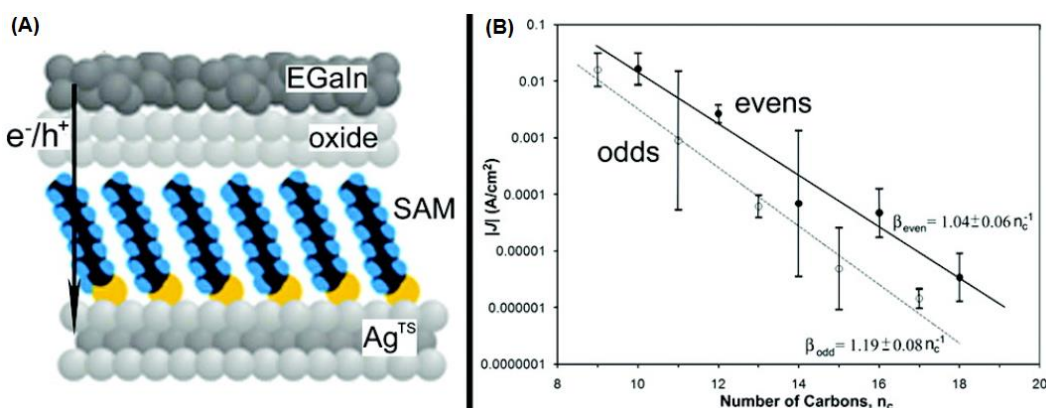 (A)
EGaIn
oxide
e⁻/h⁺
SAM
Agᵀˢ
(B)
|J| (A/cm²)
0.1
0.01
0.001
0.0001
0.00001
0.000001
0.0000001
evens
odds
β_even = 1.04±0.06 n_c⁻¹
β_odd = 1.19±0.08 n_c⁻¹
8 10 12 14 16 18 20
Number of Carbons, n_c